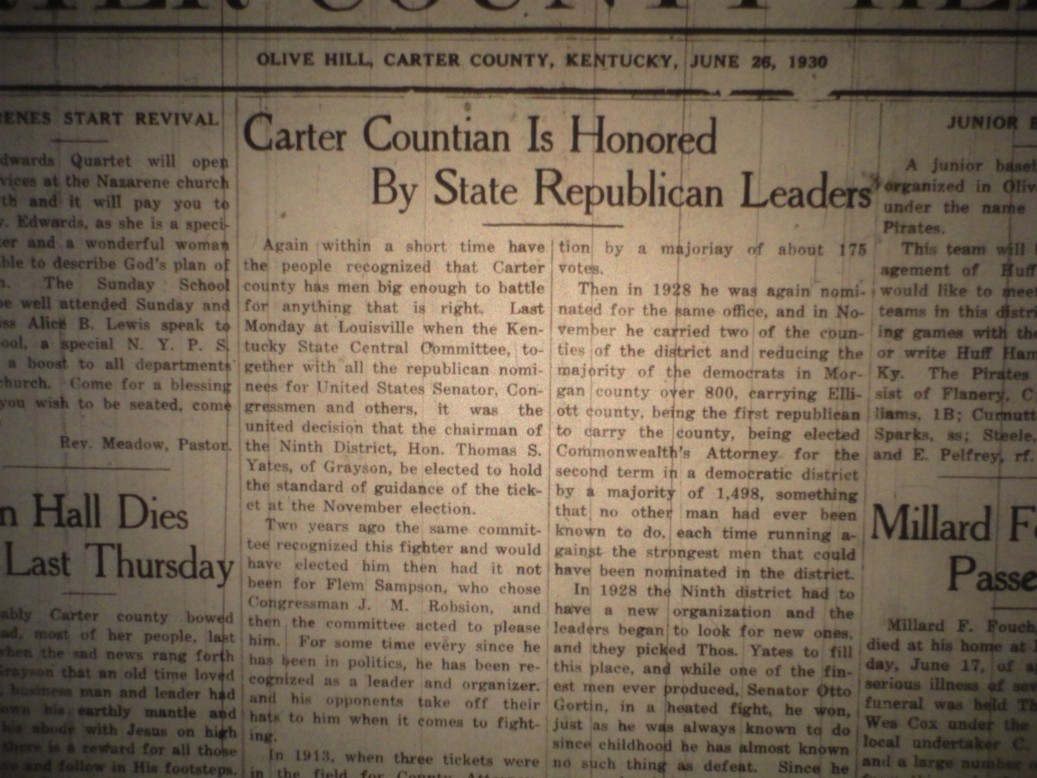 OLIVE HILL, CARTER COUNTY, KENTUCKY, JUNE 26, 1930
START REVIVAL
Quartet will open
at the Nazarene church
and it will pay you to
Edwards, as she is a
and a wonderful woman
to describe God's plan of
The Sunday School
well attended Sunday and
Alice B. Lewis speak to
a special N. Y. P. S.
a boost to all departments
church. Come for a blessing
you wish to be seated, come
Rev. Meadow, Pastor.
Hall Dies
Last Thursday
Carter county bowed
most of her people, last
when the sad news rang forth
that an old time loved
business man and leader had
his earthly mantle and
his abode with Jesus on high
there is a reward for all those
and follow in His footsteps.
Carter Countian Is Honored
By State Republican Leaders
Again within a short time have
the people recognized that Carter
county has men big enough to battle
for anything that is right. Last
Monday at Louisville when the Ken-
tucky State Central Committee, to-
gether with all the republican nomi-
nees for United States Senator, Con-
gressmen and others, it was the
united decision that the chairman of
the Ninth District, Hon. Thomas S.
Yates, of Grayson, be elected to hold
the standard of guidance of the tick-
et at the November election.
Two years ago the same commit-
tee recognized this fighter and would
have elected him then had it not
been for Flem Sampson, who chose
Congressman J. M. Robsion, and
then the committee acted to please
him. For some time every since he
has been in politics, he has been re-
cognized as a leader and organizer.
and his opponents take off their
hats to him when it comes to fight-
ing.
In 1913, when three tickets were
in the field for County
tion by a majoriay of about 175
votes.
Then in 1928 he was again nomi-
nated for the same office, and in No-
vember he carried two of the coun-
ties of the district and reducing the
majority of the democrats in Mor-
gan county over 800, carrying Elli-
ott county, being the first republican
to carry the county, being elected
Commonwealth's Attorney for the
second term in a democratic district
by a majority of 1,498, something
that no other man had ever been
known to do, each time running a-
gainst the strongest men that could
have been nominated in the district.
In 1928 the Ninth district had to
have a new organization and the
leaders began to look for new ones,
and they picked Thos. Yates to fill
this place, and while one of the fin-
est men ever produced, Senator Otto
Gortin, in a heated fight, he won,
just as he was always known to do
since childhood he has almost known
no such thing as defeat. Since he
JUNIOR
A junior
organized in
under the name
Pirates.
This team will
agement of Huff
would like to meet
teams in this
ing games with the
or write Huff
Ky. The Pirates
sist of Flanery,
liams, 1B; Curnutt
Sparks, ss; Steele,
and E. Pelfrey, rf.
Millard
Millard F. Fouch,
died at his home at
day, June 17, of
serious illness of
funeral was held
Wes Cox under the
local undertaker C.
and a large number